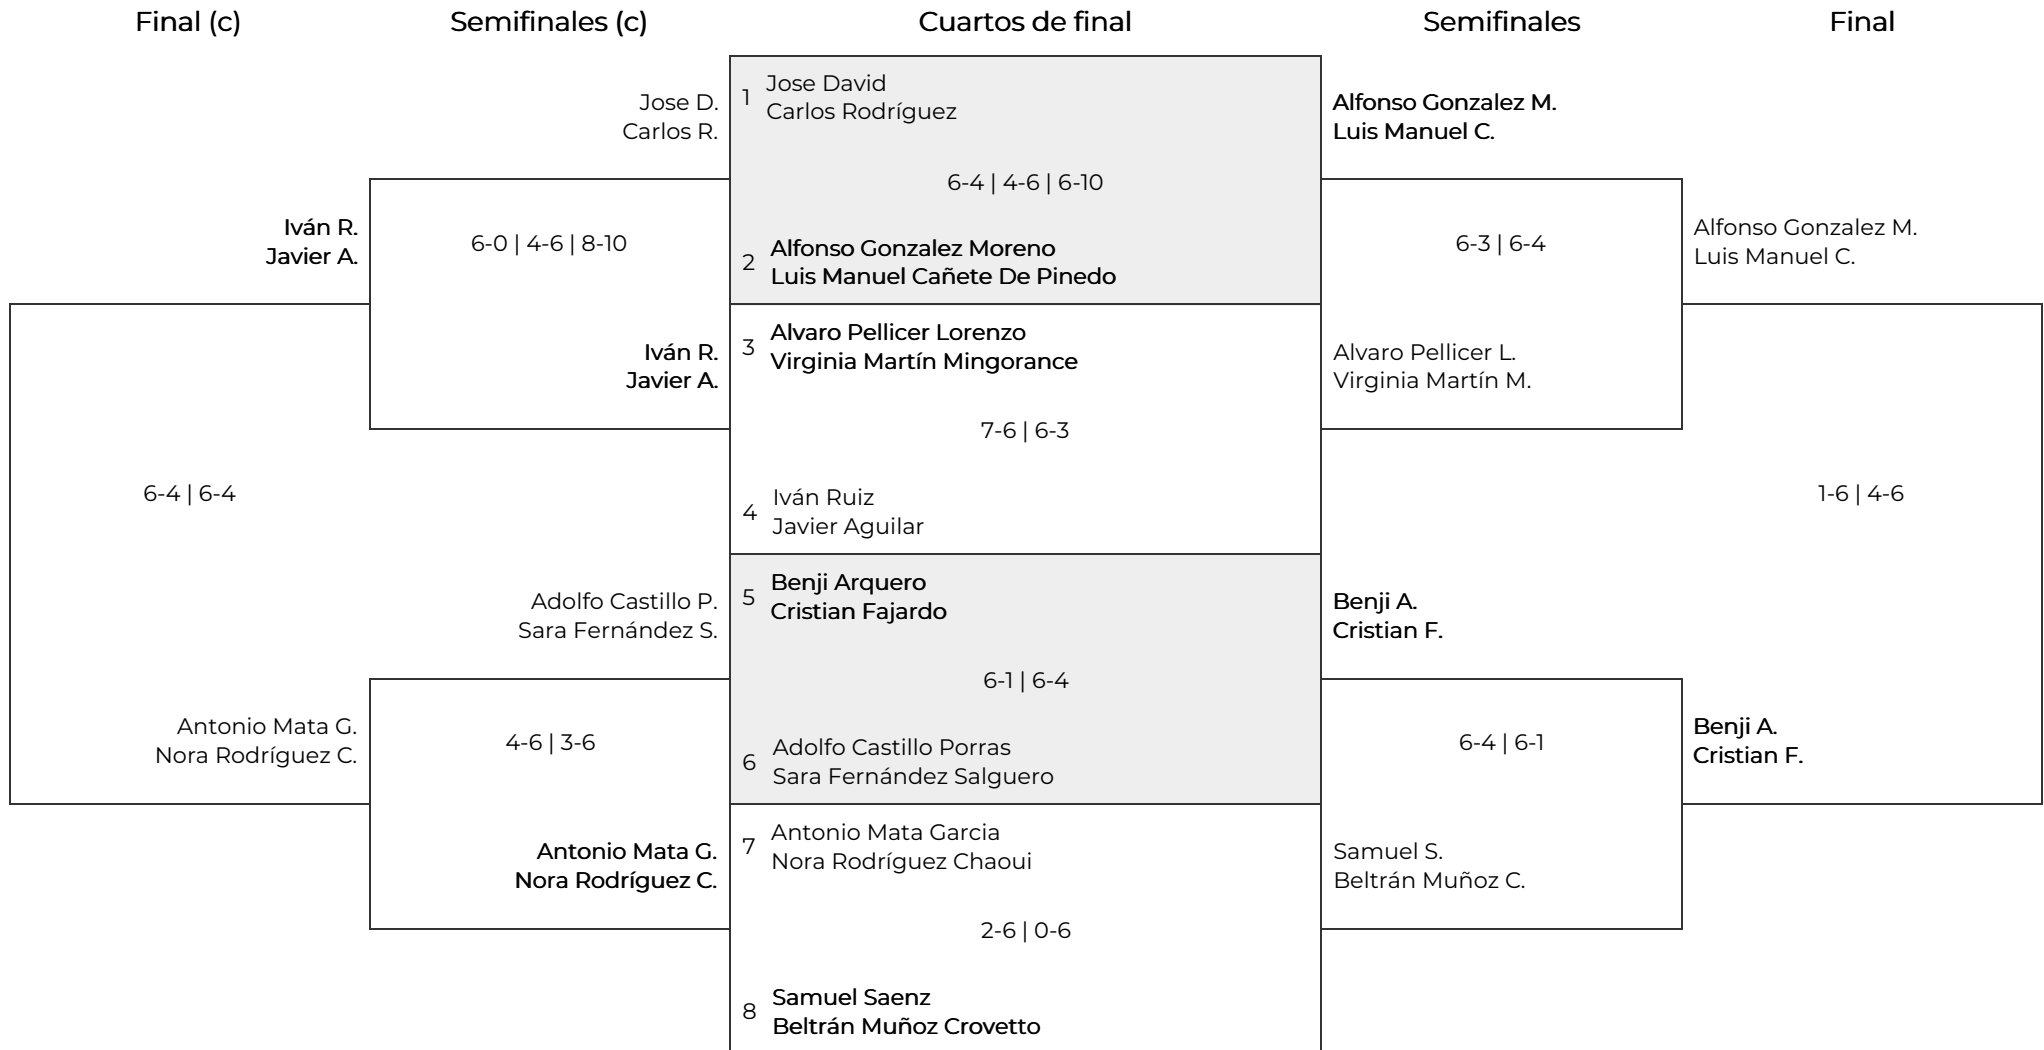 Final (c)
Semifinales (c)
Cuartos de final
Semifinales
Final
Iván R.
Javier A.
6-4 | 6-4
Antonio Mata G.
Nora Rodríguez C.
Jose D.
Carlos R.
6-0 | 4-6 | 8-10
Iván R.
Javier A.
Adolfo Castillo P.
Sara Fernández S.
4-6 | 3-6
Antonio Mata G.
Nora Rodríguez C.
1
Jose David
Carlos Rodríguez
6-4 | 4-6 | 6-10
2
Alfonso Gonzalez Moreno
Luis Manuel Cañete De Pinedo
3
Alvaro Pellicer Lorenzo
Virginia Martín Mingorance
7-6 | 6-3
4
Iván Ruiz
Javier Aguilar
5
Benji Arquero
Cristian Fajardo
6-1 | 6-4
6
Adolfo Castillo Porras
Sara Fernández Salguero
7
Antonio Mata Garcia
Nora Rodríguez Chaoui
2-6 | 0-6
8
Samuel Saenz
Beltrán Muñoz Crovetto
Alfonso Gonzalez M.
Luis Manuel C.
6-3 | 6-4
Alvaro Pellicer L.
Virginia Martín M.
Benji A.
Cristian F.
6-4 | 6-1
Samuel S.
Beltrán Muñoz C.
Alfonso Gonzalez M.
Luis Manuel C.
1-6 | 4-6
Benji A.
Cristian F.